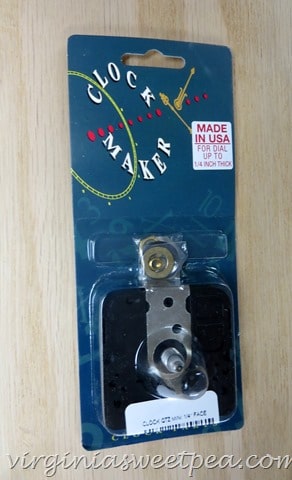 CLOCK
MAKER
MADE
IN USA
FOR DIAL
UP TO
1/4 INCH THICK
CLOCK QTZ MINI 1/4" FACE
virginiasweetpea.com